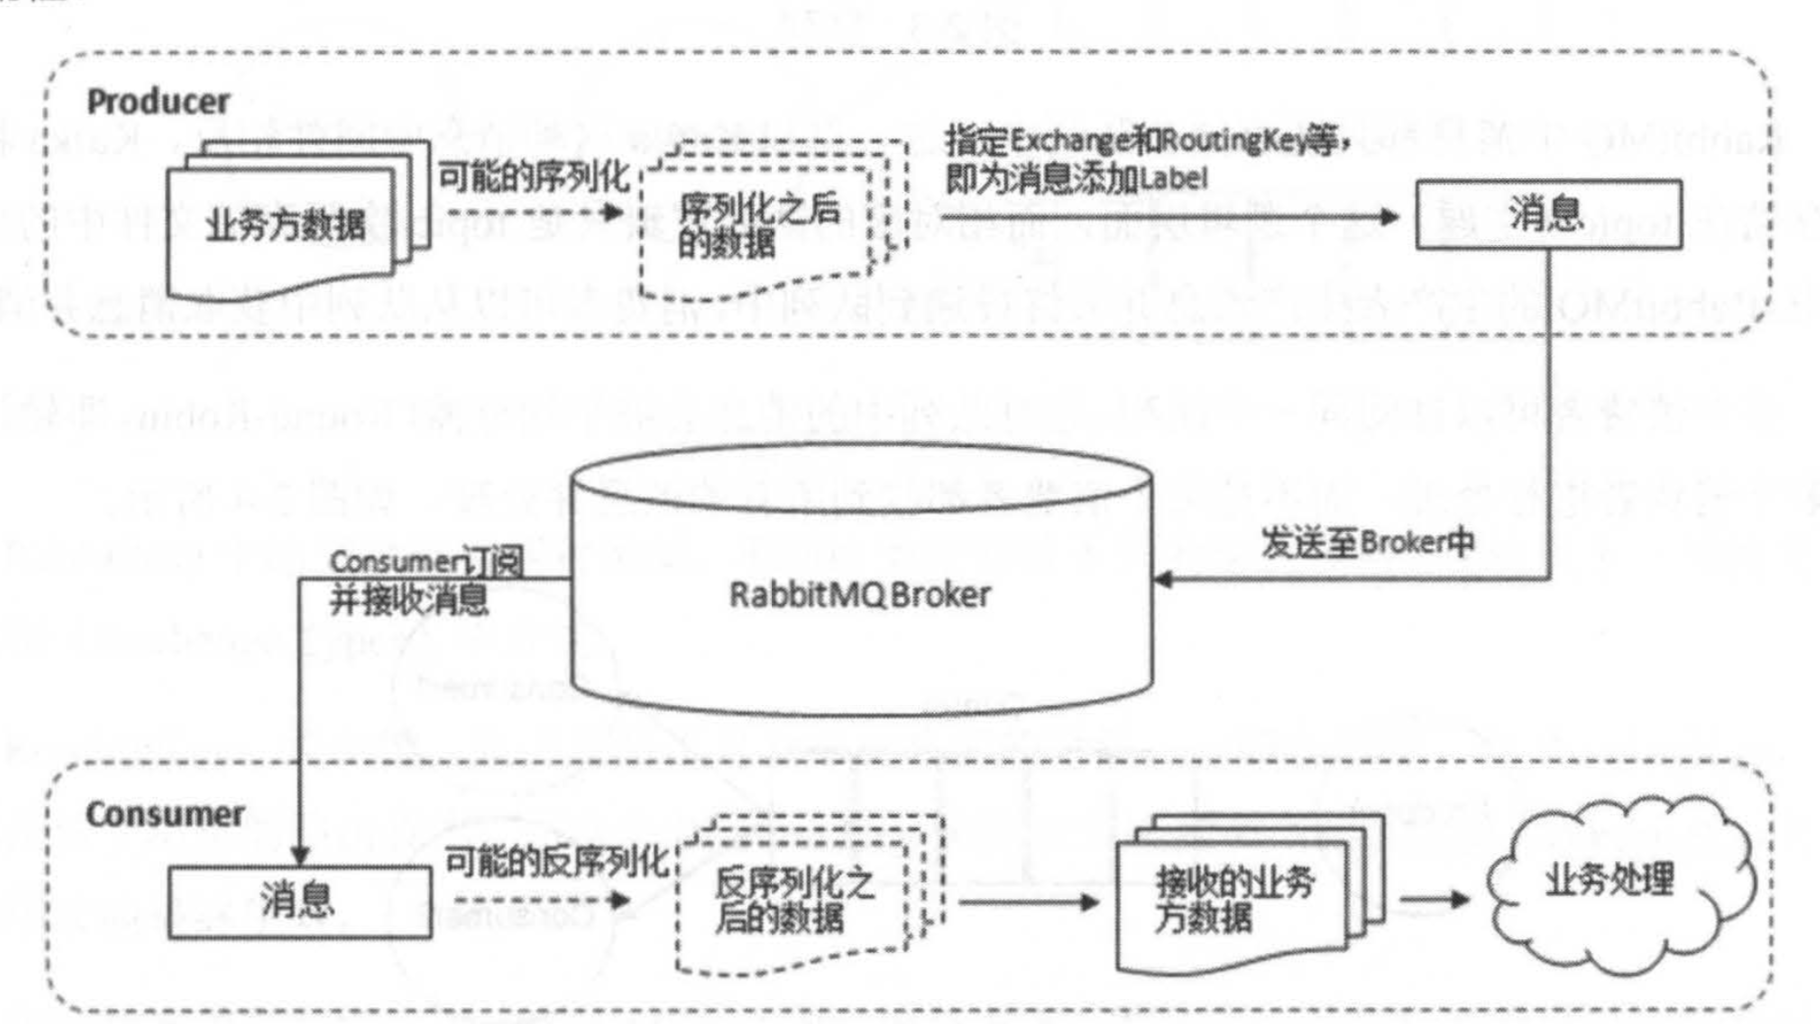 Producer
业务方数据
可能的序列化
序列化之后
的数据
指定Exchange和RoutingKey等，
即为消息添加Label
消息
发送至Broker中
RabbitMQ Broker
Consumer订阅
并接收消息
Consumer
消息
可能的反序列化
反序列化之
后的数据
接收的业务
方数据
业务处理